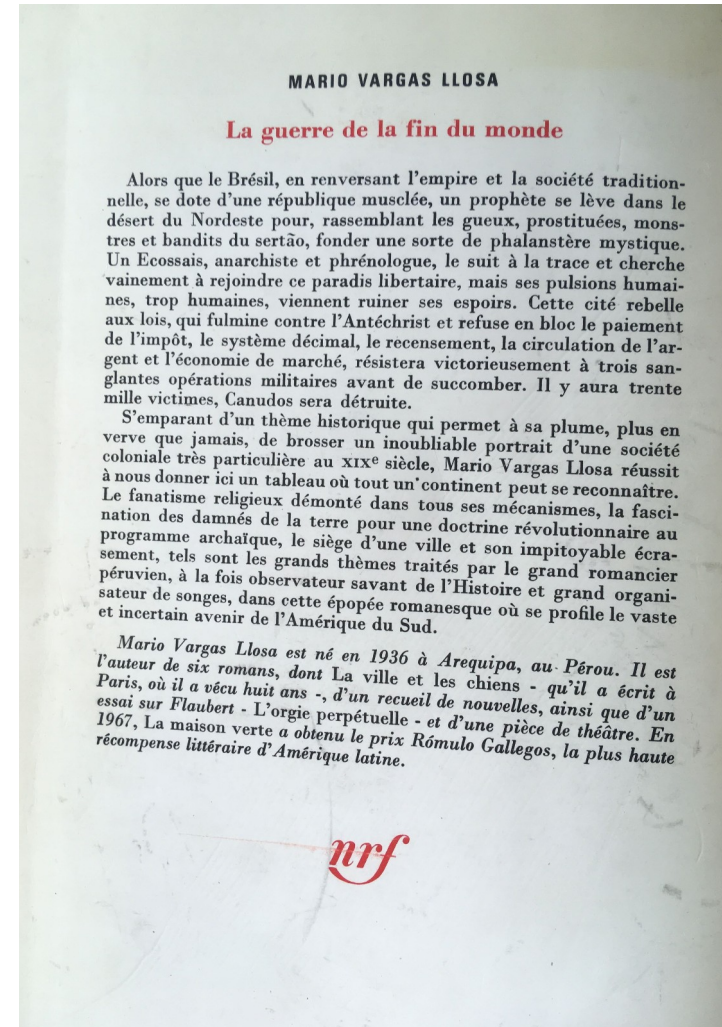 MARIO VARGAS LLOSA
La guerre de la fin du monde
Alors que le Brésil, en renversant l'empire et la société tradition-
nelle, se dote d'une république musclée, un prophète se lève dans le
désert du Nordeste pour, rassemblant les gueux, prostituées, mons-
tres et bandits du sertão, fonder une sorte de phalanstère mystique.
Un Ecossais, anarchiste et phrénologue, le suit à la trace et cherche
vainement à rejoindre ce paradis libertaire, mais ses pulsions humai-
nes, trop humaines, viennent ruiner ses espoirs. Cette cité rebelle
aux lois, qui fulmine contre l'Antéchrist et refuse en bloc le paiement
de l'impôt, le système décimal, le recensement, la circulation de l'ar-
gent et l'économie de marché, résistera victorieusement à trois san-
glantes opérations militaires avant de succomber. Il y aura trente
mille victimes, Canudos sera détruite.
S'emparant d'un thème historique qui permet à sa plume, plus en
verve que jamais, de brosser un inoubliable portrait d'une société
coloniale très particulière au XIXe siècle, Mario Vargas Llosa réussit
à nous donner ici un tableau où tout un continent peut se reconnaître.
Le fanatisme religieux démonté dans tous ses mécanismes, la fasci-
nation des damnés de la terre pour une doctrine révolutionnaire au
programme archaïque, le siège d'une ville et son impitoyable écra-
sement, tels sont les grands thèmes traités par le grand romancier
péruvien, à la fois observateur savant de l'Histoire et grand organi-
sateur de songes, dans cette épopée romanesque où se profile le vaste
et incertain avenir de l'Amérique du Sud.
Mario Vargas Llosa est né en 1936 à Arequipa, au Pérou. Il est
l'auteur de six romans, dont La ville et les chiens - qu'il a écrit à
Paris, où il a vécu huit ans -, d'un recueil de nouvelles, ainsi que d'un
essai sur Flaubert - L'orgie perpétuelle - et d'une pièce de théâtre. En
1967, La maison verte a obtenu le prix Rómulo Gallegos, la plus haute
récompense littéraire d'Amérique latine.
nrf